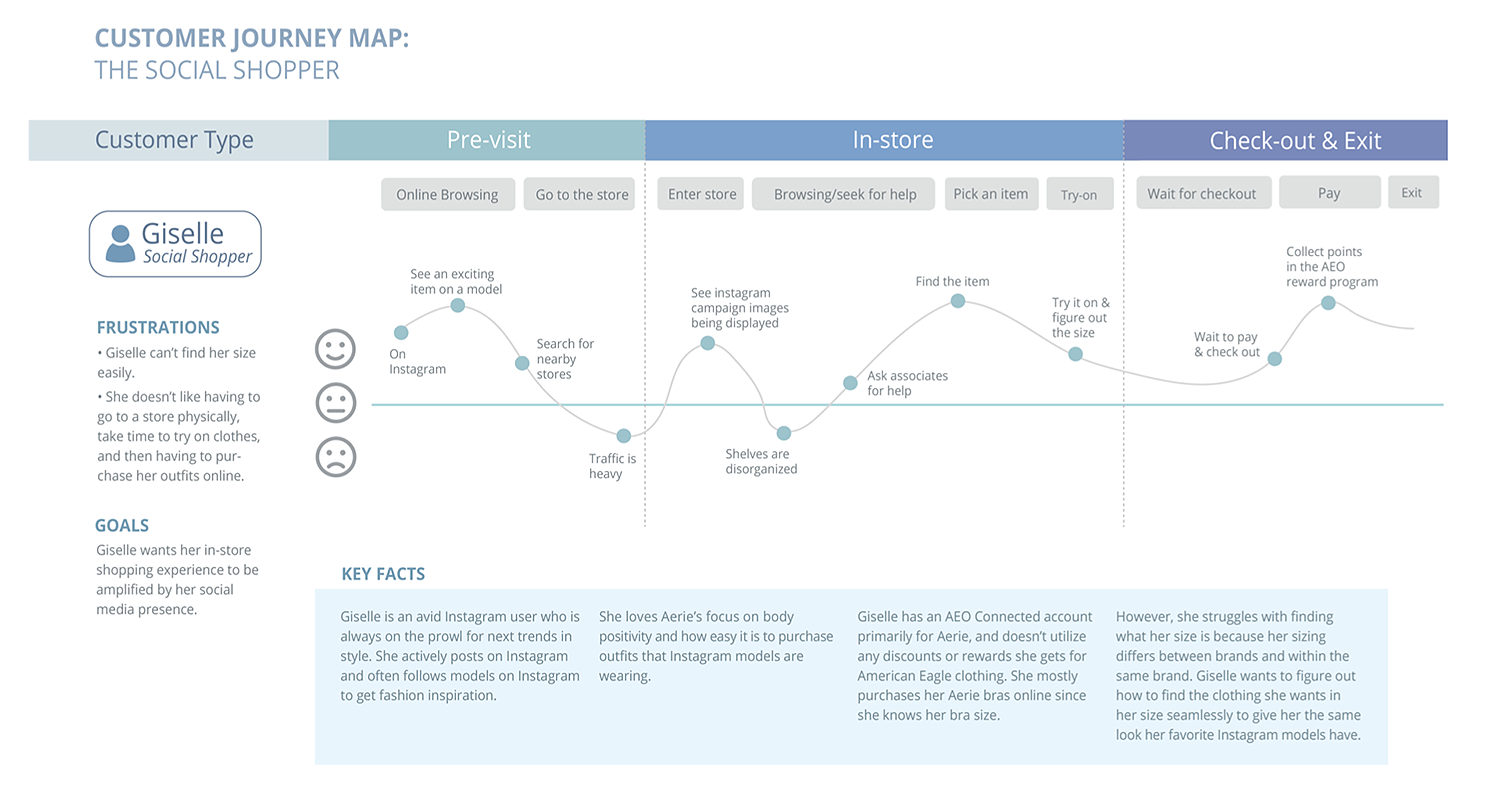 CUSTOMER JOURNEY MAP:
THE SOCIAL SHOPPER
Customer Type
Pre-visit
In-store
Check-out & Exit
Online Browsing
Go to the store
Enter store
Browsing/seek for help
Pick an item
Try-on
Wait for checkout
Pay
Exit
Giselle
Social Shopper
FRUSTRATIONS
• Giselle can't find her size
easily.
• She doesn't like having to
go to a store physically,
take time to try on clothes,
and then having to pur-
chase her outfits online.
GOALS
Giselle wants her in-store
shopping experience to be
amplified by her social
media presence.
On
Instagram
See an exciting
item on a model
Search for
nearby
stores
Traffic is
heavy
See instagram
campaign images
being displayed
Shelves are
disorganized
Ask associates
for help
Find the item
Try it on &
figure out
the size
Wait to pay
& check out
Collect points
in the AEO
reward program
KEY FACTS
Giselle is an avid Instagram user who is
always on the prowl for next trends in
style. She actively posts on Instagram
and often follows models on Instagram
to get fashion inspiration.
She loves Aerie's focus on body
positivity and how easy it is to purchase
outfits that Instagram models are
wearing.
Giselle has an AEO Connected account
primarily for Aerie, and doesn't utilize
any discounts or rewards she gets for
American Eagle clothing. She mostly
purchases her Aerie bras online since
she knows her bra size.
However, she struggles with finding
what her size is because her sizing
differs between brands and within the
same brand. Giselle wants to figure out
how to find the clothing she wants in
her size seamlessly to give her the same
look her favorite Instagram models have.